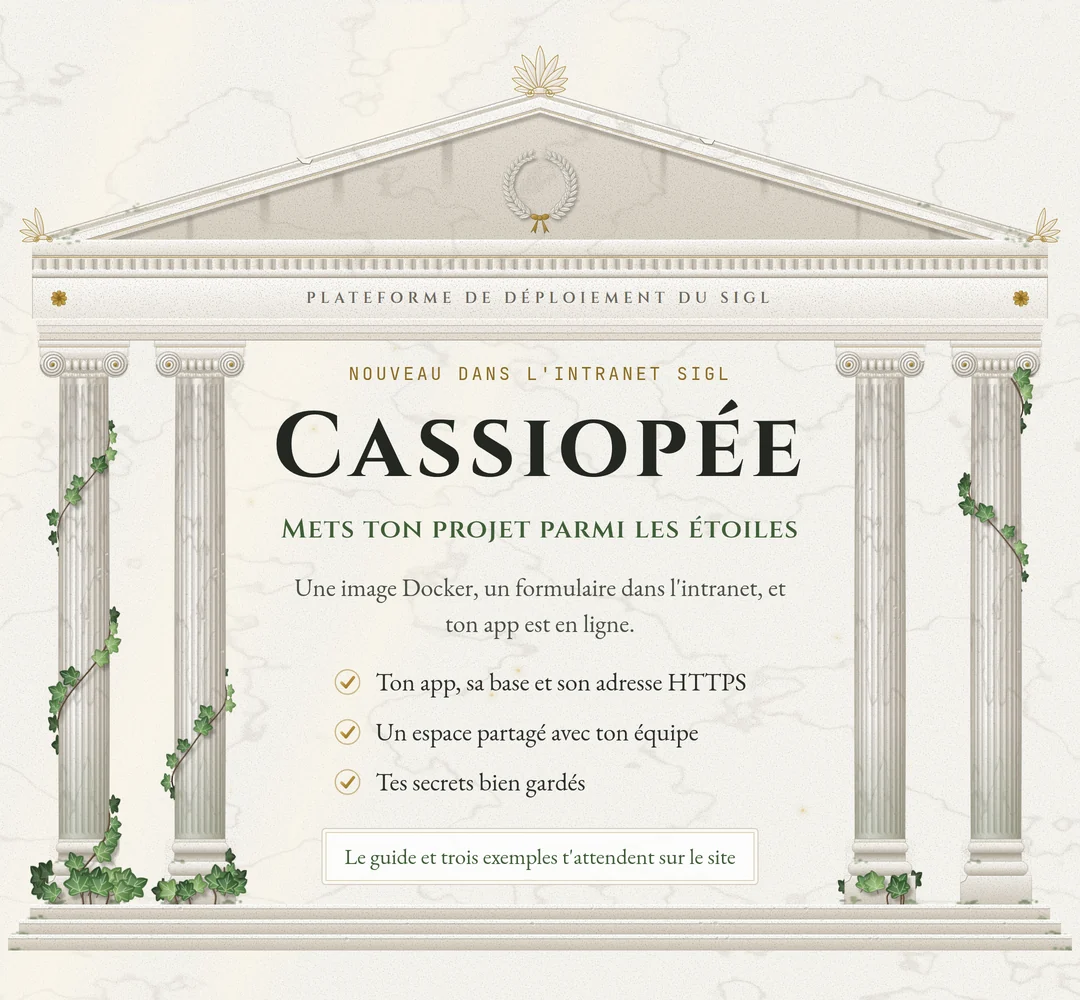 PLATEFORME DE DÉPLOIEMENT DU SIGL
NOUVEAU DANS L'INTRANET SIGL
CASSIOPÉE
METS TON PROJET PARMI LES ÉTOILES
Une image Docker, un formulaire dans l'intranet, et
ton app est en ligne.
Ton app, sa base et son adresse HTTPS
Un espace partagé avec ton équipe
Tes secrets bien gardés
Le guide et trois exemples t'attendent sur le site